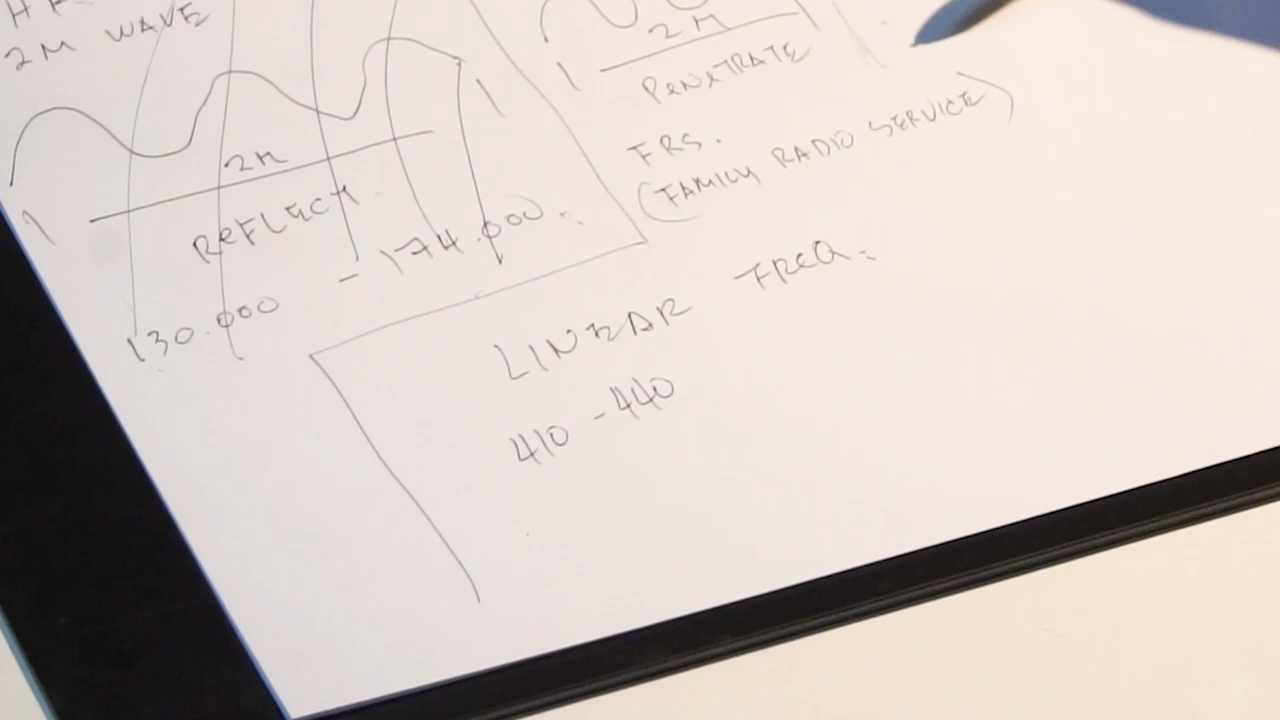 2M WAVE
2M
REFLECT
130.000 - 174.000
2M
PENETRATE
FRS.
(FAMILY RADIO SERVICE)
LINEAR FREQ.
410 - 440